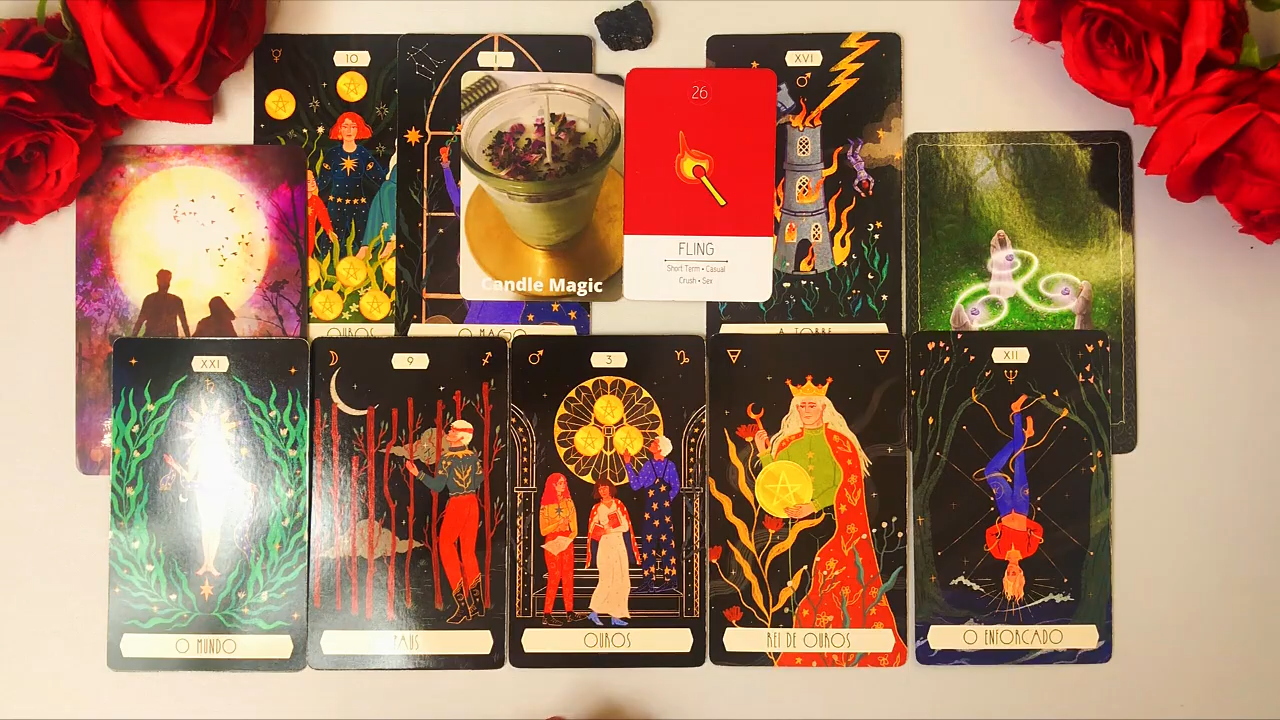 10
I
XVI
26
Candle Magic
FLING
Short Term • Casual
Crush • Sex
OUROS
O MAGO
A TORRE
XXI
9
3
XII
O MUNDO
PAUS
OUROS
REI DE OUROS
O ENFORCADO